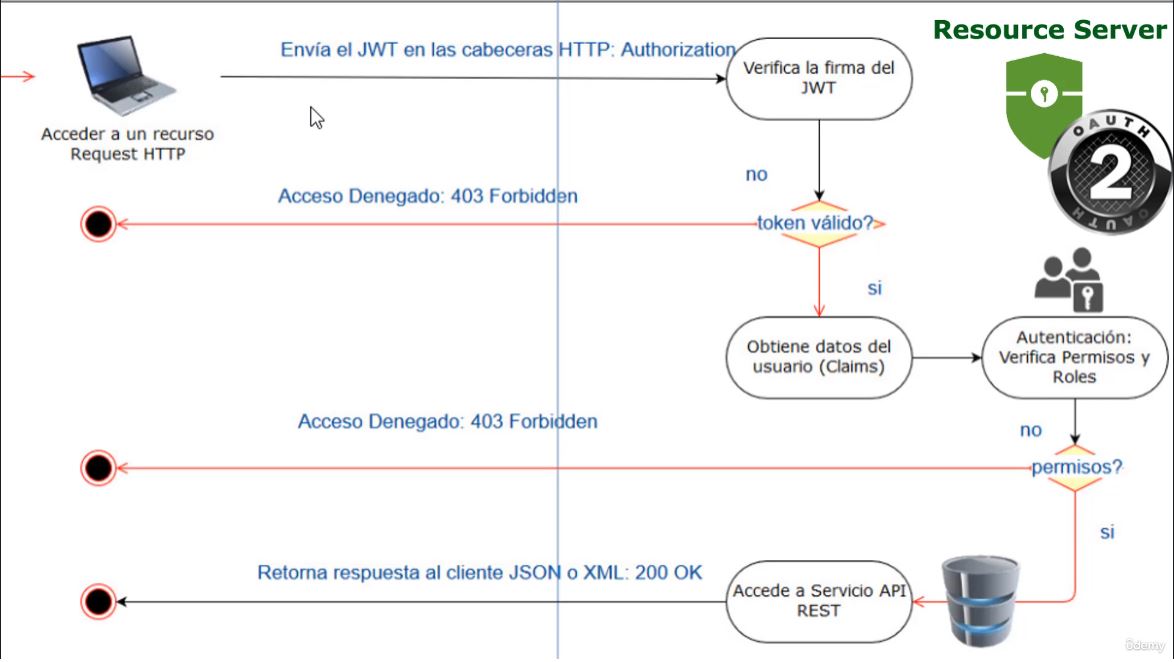 Resource Server
Envía el JWT en las cabeceras HTTP: Authorization
Verifica la firma del
JWT
Acceder a un recurso
Request HTTP
OAUTH
2
OAUTH
no
Acceso Denegado: 403 Forbidden
token válido?
si
Obtiene datos del
usuario (Claims)
Autenticación:
Verifica Permisos y
Roles
Acceso Denegado: 403 Forbidden
no
permisos?
si
Retorna respuesta al cliente JSON o XML: 200 OK
Accede a Servicio API
REST
ûdemy